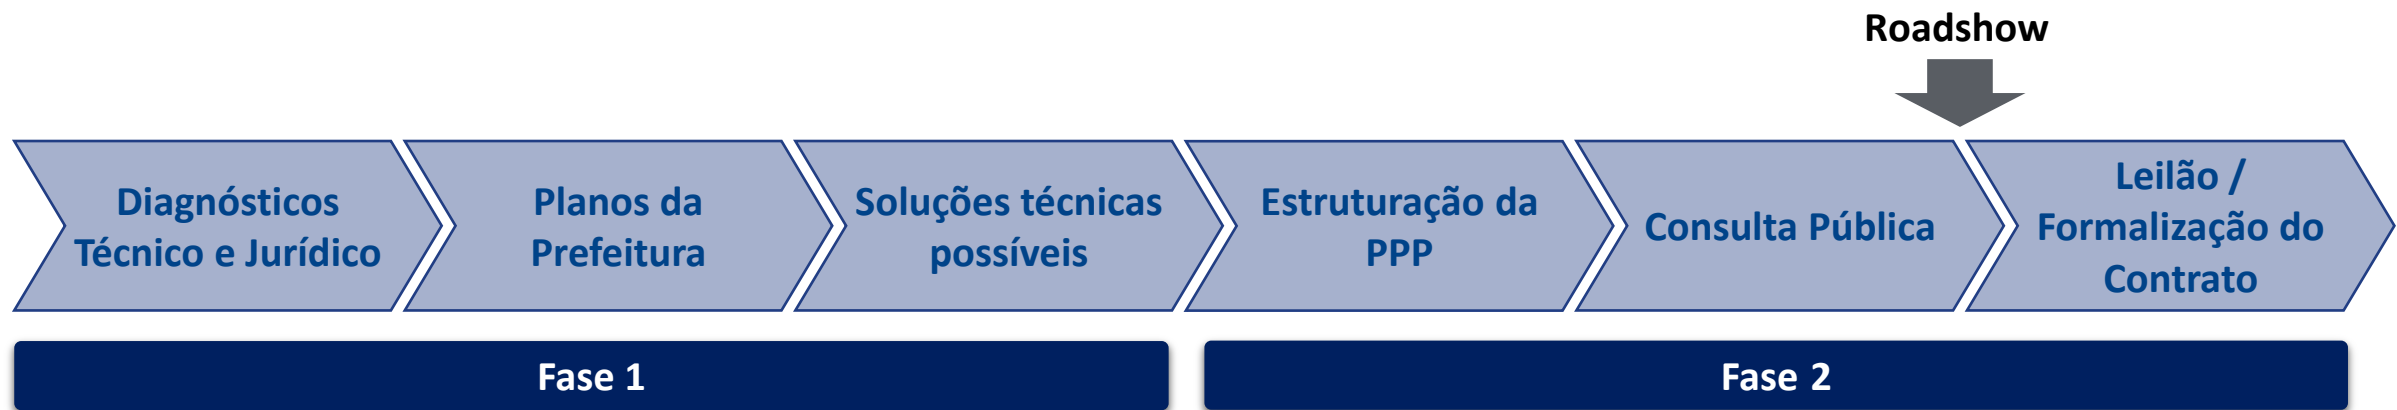 Roadshow
Diagnósticos
Técnico e Jurídico
Planos da
Prefeitura
Soluções técnicas
possíveis
Estruturação da
PPP
Consulta Pública
Leilão /
Formalização do
Contrato
Fase 1
Fase 2